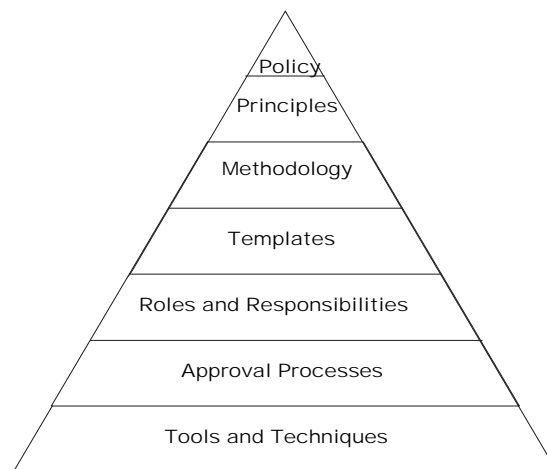 Policy
Principles
Methodology
Templates
Roles and Responsibilities
Approval Processes
Tools and Techniques